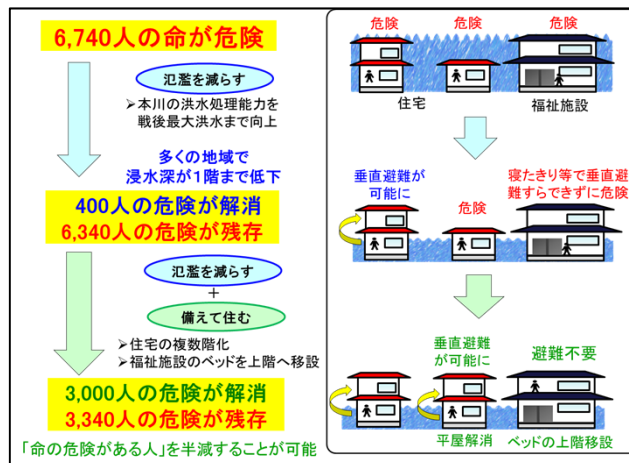 6,740人の命が危険
氾濫を減らす
➢本川の洪水処理能力を
戦後最大洪水まで向上
多くの地域で
浸水深が1階まで低下
400人の危険が解消
6,340人の危険が残存
氾濫を減らす
+
備えて住む
➢住宅の複数階化
➢福祉施設のベッドを上階へ移設
3,000人の危険が解消
3,340人の危険が残存
「命の危険がある人」を半減することが可能
危険
危険
危険
住宅
福祉施設
垂直避難が
可能に
危険
寝たきり等で垂直避
難すらできずに危険
垂直避難
が可能に
避難不要
平屋解消
ベッドの上階移設